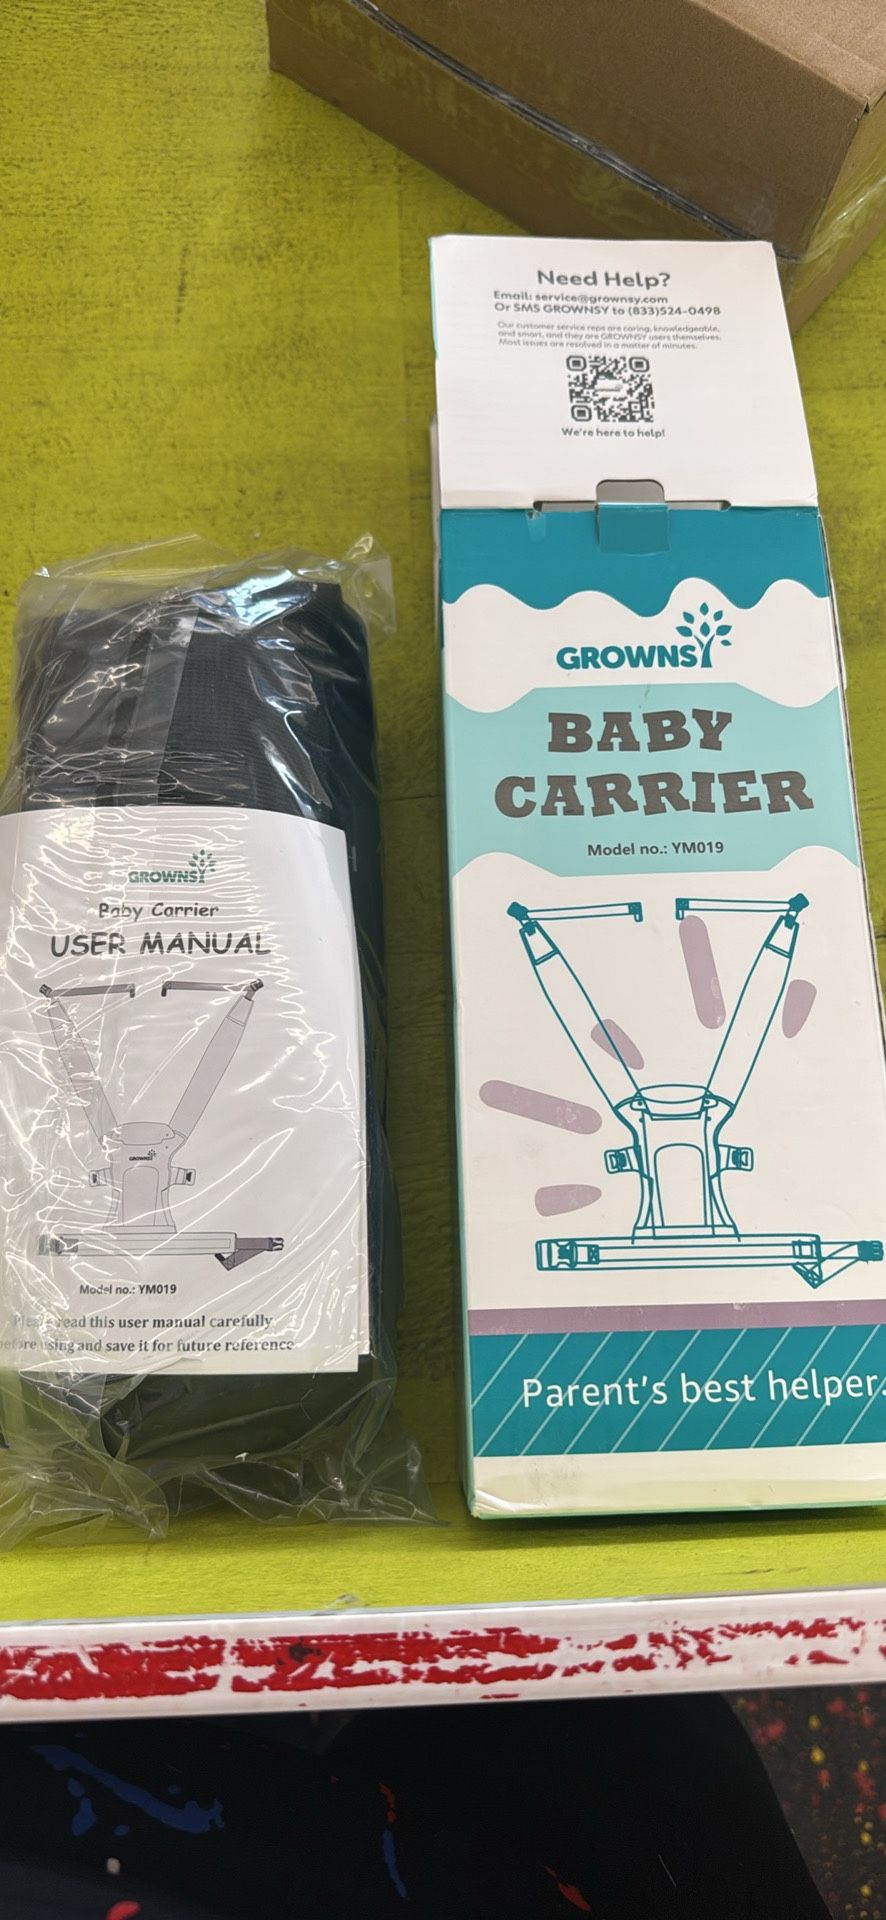 Need Help?
Email: service@grownsy.com
Or SMS GROWNSY to (833)524-0498
Our customer service reps are caring, knowledgeable,
and smart, and they are GROWNSY users themselves.
Most issues are resolved in a matter of minutes.
We're here to help!
GROWNSY
BABY
CARRIER
Model no.: YM019
Parent's best helper.
GROWNSY
Baby Carrier
USER MANUAL
GROWNSY
Model no.: YM019
Please read this user manual carefully
before using and save it for future reference